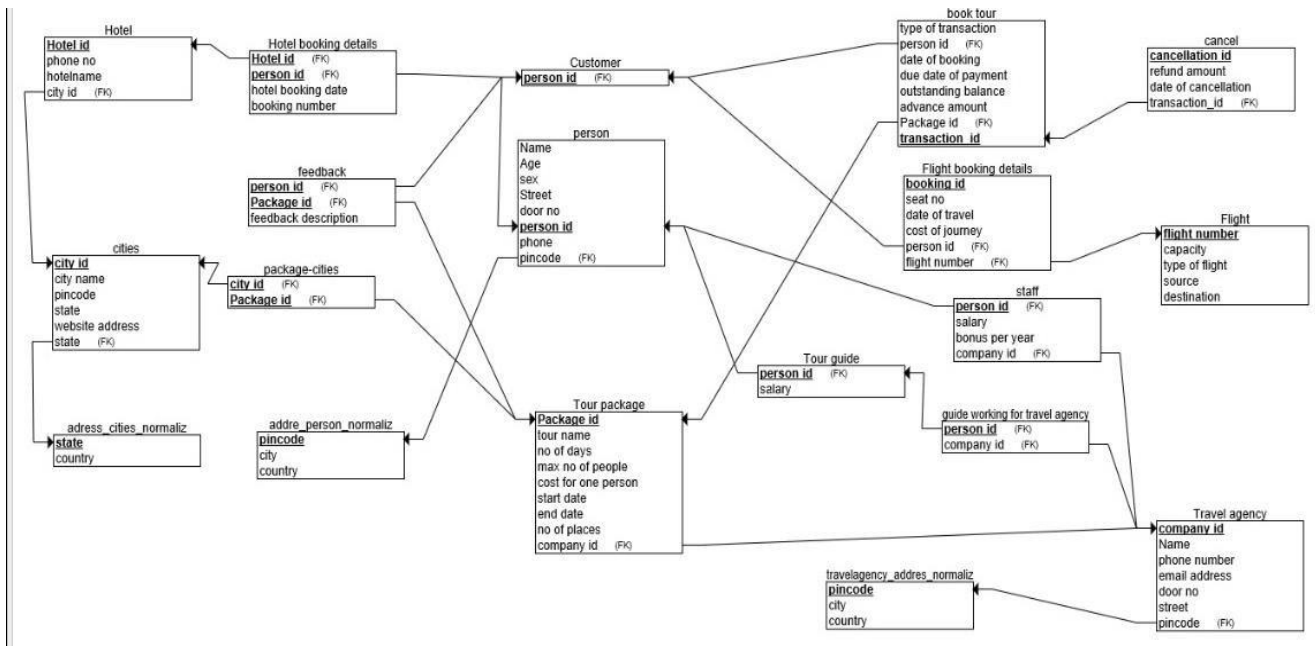 Hotel
Hotel id
phone no
hotelname
city id (FK)
Hotel booking details
Hotel id (FK)
person id (FK)
hotel booking date
booking number
Customer
person id (FK)
book tour
type of transaction
person id (FK)
date of booking
due date of payment
outstanding balance
advance amount
Package id (FK)
transaction_id
cancel
cancellation id
refund amount
date of cancellation
transaction_id (FK)
feedback
person id (FK)
Package id (FK)
feedback description
person
Name
Age
sex
Street
door no
person id
phone
pincode (FK)
Flight booking details
booking id
seat no
date of travel
cost of journey
person id (FK)
flight number (FK)
Flight
flight number
capacity
type of flight
source
destination
cities
city id
city name
pincode
state
website address
state (FK)
package-cities
city id (FK)
Package id (FK)
staff
person id (FK)
salary
bonus per year
company id (FK)
Tour guide
person id (FK)
salary
adress_cities_normaliz
state
country
addre_person_normaliz
pincode
city
country
Tour package
Package id
tour name
no of days
max no of people
cost for one person
start date
end date
no of places
company id (FK)
guide working for travel agency
person id (FK)
company id (FK)
Travel agency
company id
Name
phone number
email address
door no
street
pincode (FK)
travelagency_addres_normaliz
pincode
city
country